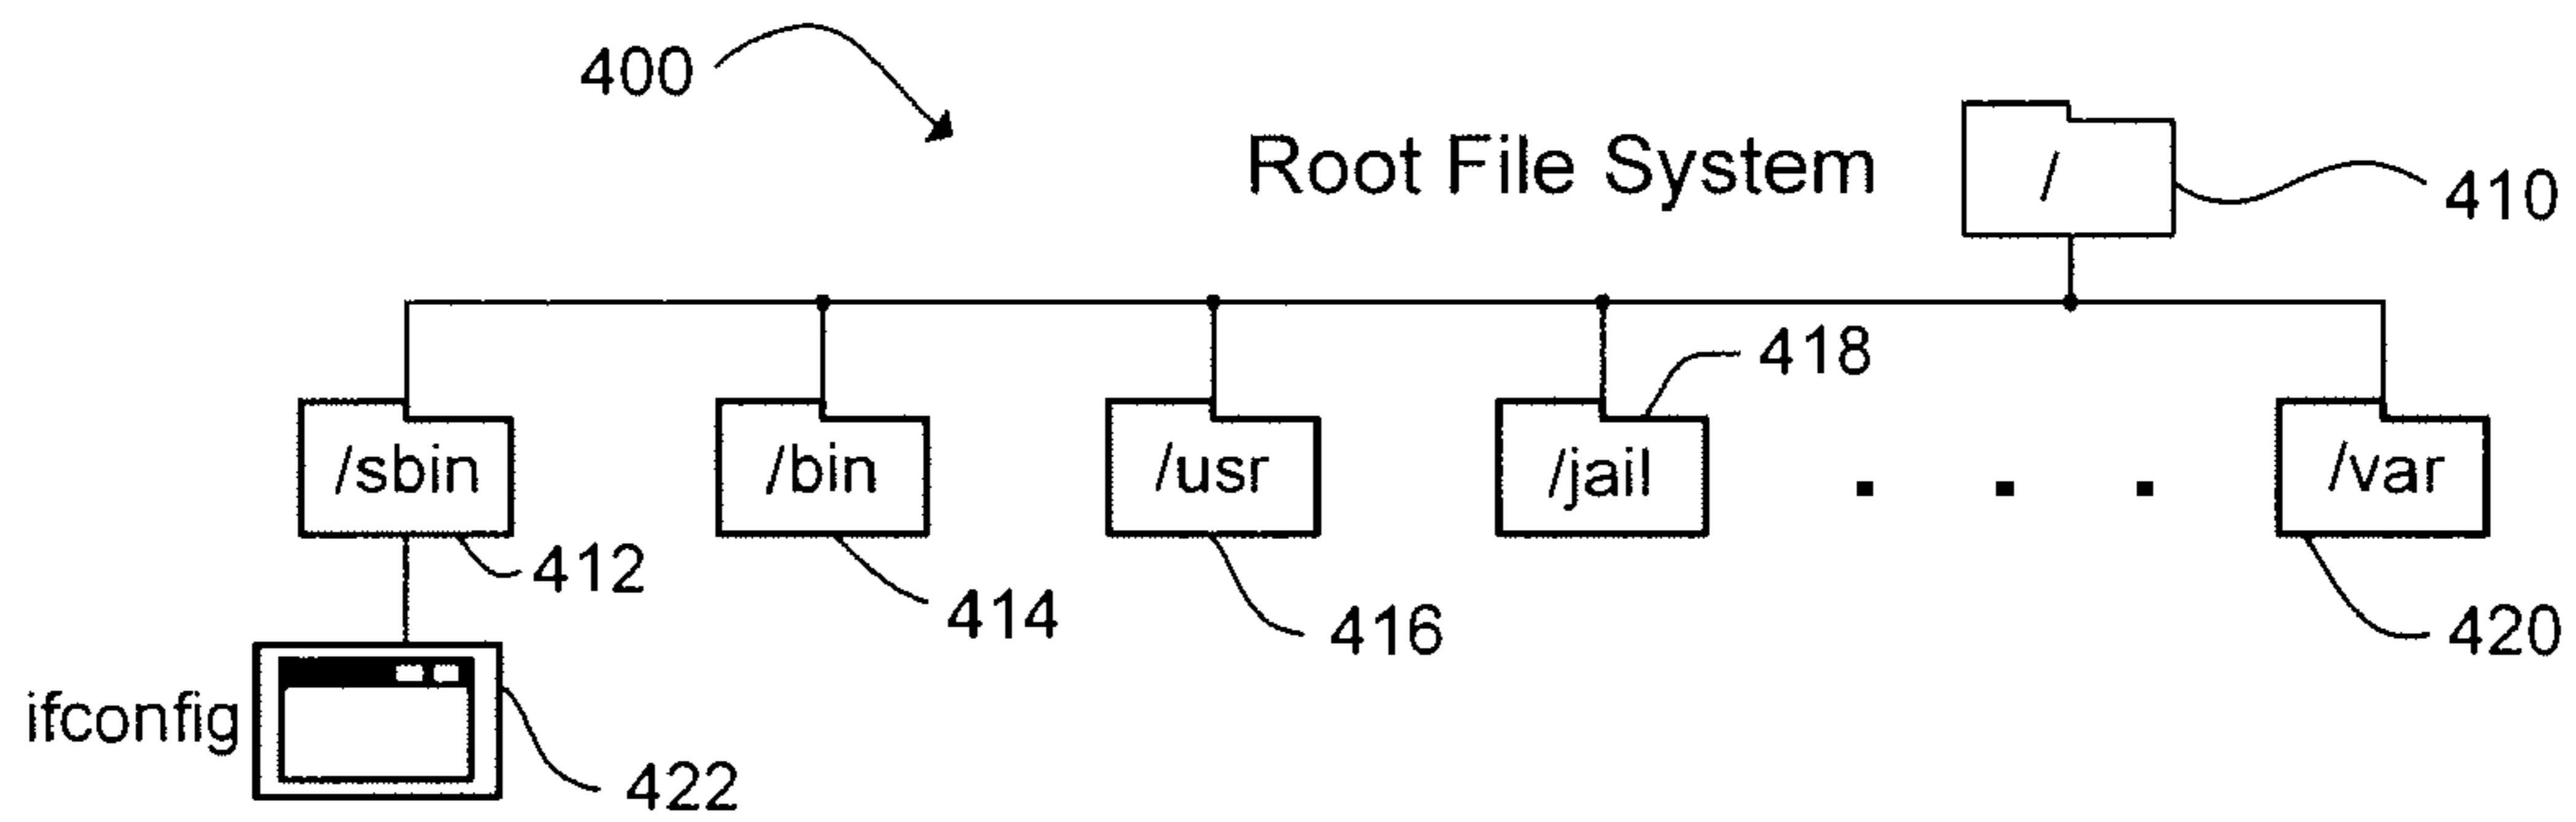 400
Root File System
/
410
418
/sbin
/bin
/usr
/jail
. . .
/var
412
414
416
420
ifconfig
422